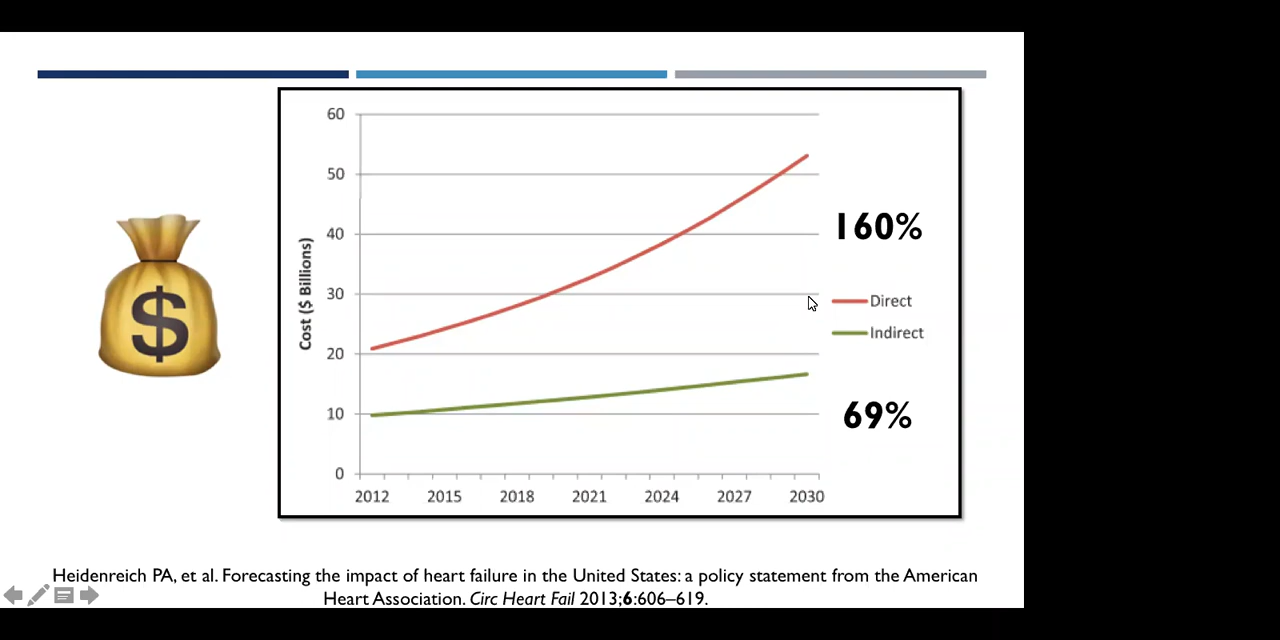 60
50
40
30
20
10
0
Cost ($ Billions)
2012 2015 2018 2021 2024 2027 2030
160%
Direct
Indirect
69%
$
Heidenreich PA, et al. Forecasting the impact of heart failure in the United States: a policy statement from the American
Heart Association. Circ Heart Fail 2013;6:606–619.